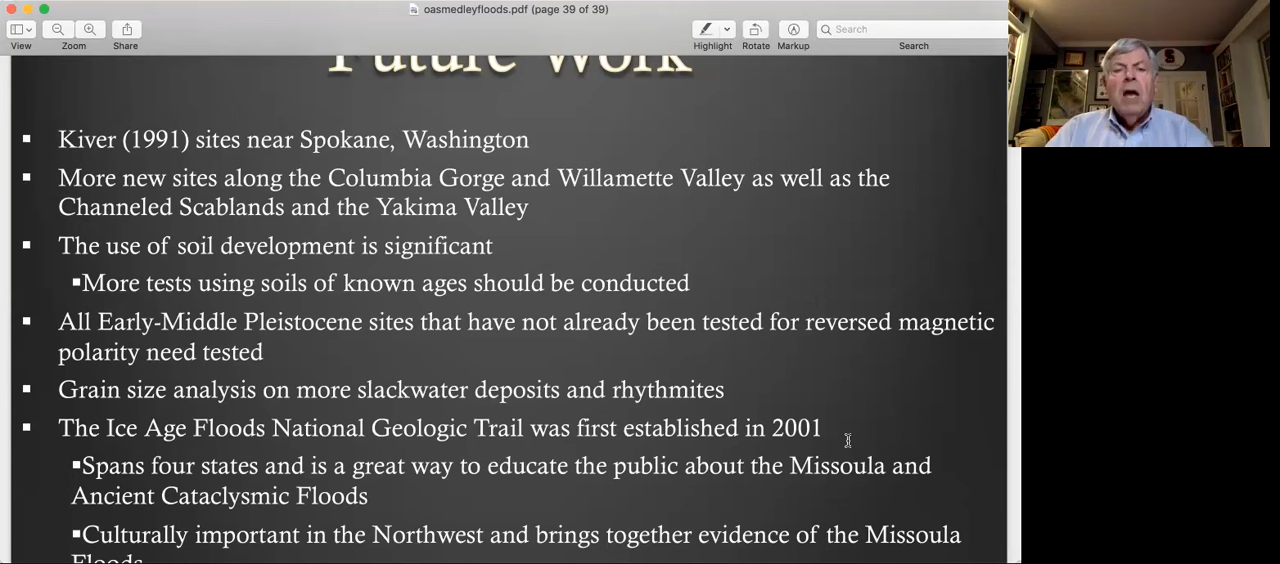 oasmedleyfloods.pdf (page 39 of 39)
View
Zoom
Share
Highlight
Rotate
Markup
Search
Search
Future Work
▪ Kiver (1991) sites near Spokane, Washington
▪ More new sites along the Columbia Gorge and Willamette Valley as well as the
Channeled Scablands and the Yakima Valley
▪ The use of soil development is significant
▪More tests using soils of known ages should be conducted
▪ All Early-Middle Pleistocene sites that have not already been tested for reversed magnetic
polarity need tested
▪ Grain size analysis on more slackwater deposits and rhythmites
▪ The Ice Age Floods National Geologic Trail was first established in 2001
▪Spans four states and is a great way to educate the public about the Missoula and
Ancient Cataclysmic Floods
▪Culturally important in the Northwest and brings together evidence of the Missoula
Floods